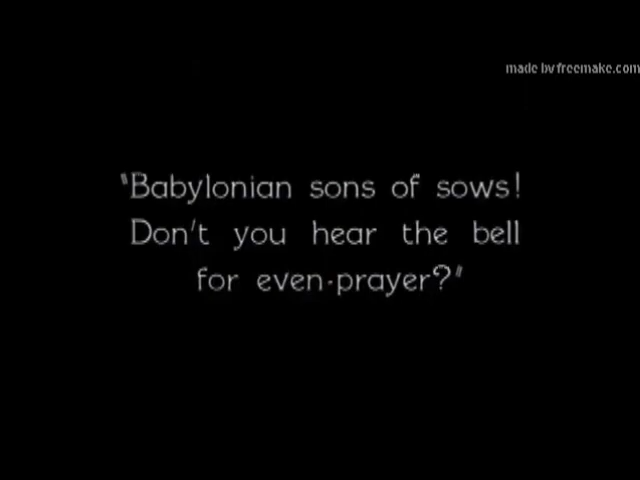 made by freemake.com
"Babylonian sons of sows!
Don't you hear the bell
for even-prayer?"